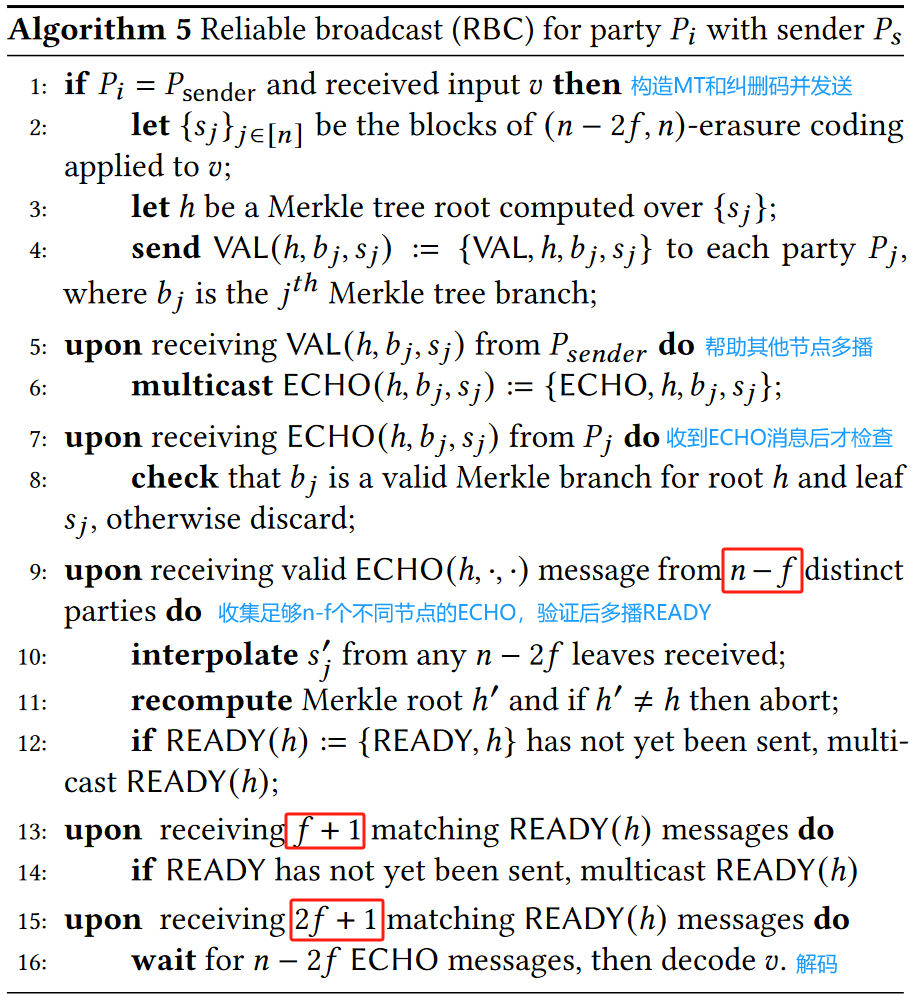 Algorithm 5 Reliable broadcast (RBC) for party P_i with sender P_s
1: if P_i = P_sender and received input v then 构造MT和纠删码并发送
2: let {s_j}_{j∈[n]} be the blocks of (n − 2f, n)-erasure coding
applied to v;
3: let h be a Merkle tree root computed over {s_j};
4: send VAL(h, b_j, s_j) := {VAL, h, b_j, s_j} to each party P_j,
where b_j is the j^{th} Merkle tree branch;
5: upon receiving VAL(h, b_j, s_j) from P_sender do 帮助其他节点多播
6: multicast ECHO(h, b_j, s_j) := {ECHO, h, b_j, s_j};
7: upon receiving ECHO(h, b_j, s_j) from P_j do 收到ECHO消息后才检查
8: check that b_j is a valid Merkle branch for root h and leaf
s_j, otherwise discard;
9: upon receiving valid ECHO(h, ·, ·) message from n − f distinct
parties do 收集足够n-f个不同节点的ECHO，验证后多播READY
10: interpolate s′_j from any n − 2f leaves received;
11: recompute Merkle root h′ and if h′ ≠ h then abort;
12: if READY(h) := {READY, h} has not yet been sent, multi-
cast READY(h);
13: upon receiving f + 1 matching READY(h) messages do
14: if READY has not yet been sent, multicast READY(h)
15: upon receiving 2f + 1 matching READY(h) messages do
16: wait for n − 2f ECHO messages, then decode v. 解码